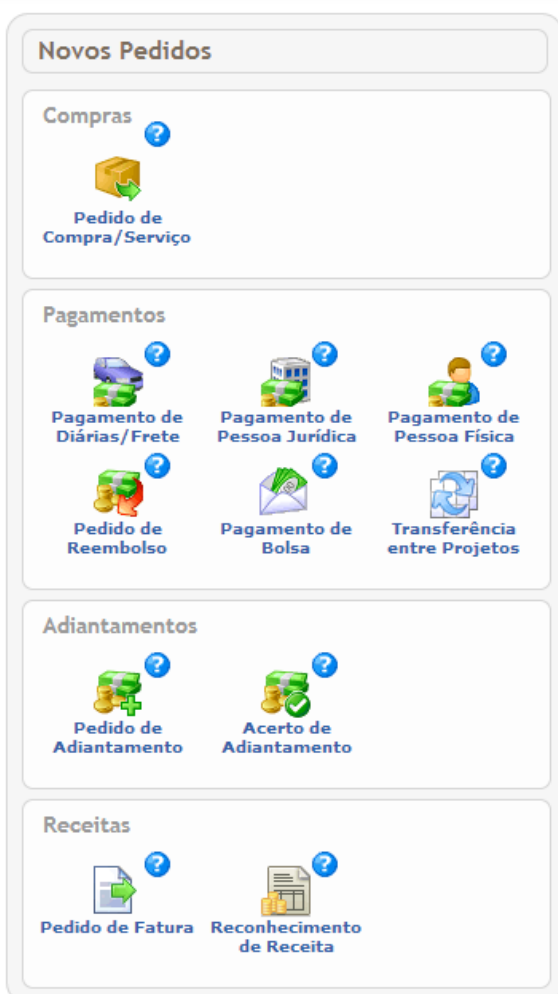 Novos Pedidos
Compras
?
Pedido de
Compra/Serviço
Pagamentos
? ? ?
Pagamento de Pagamento de Pagamento de
Diárias/Frete Pessoa Jurídica Pessoa Física
? ? ?
Pedido de Pagamento de Transferência
Reembolso Bolsa entre Projetos
Adiantamentos
? ?
Pedido de Acerto de
Adiantamento Adiantamento
Receitas
? ?
Pedido de Fatura Reconhecimento
de Receita